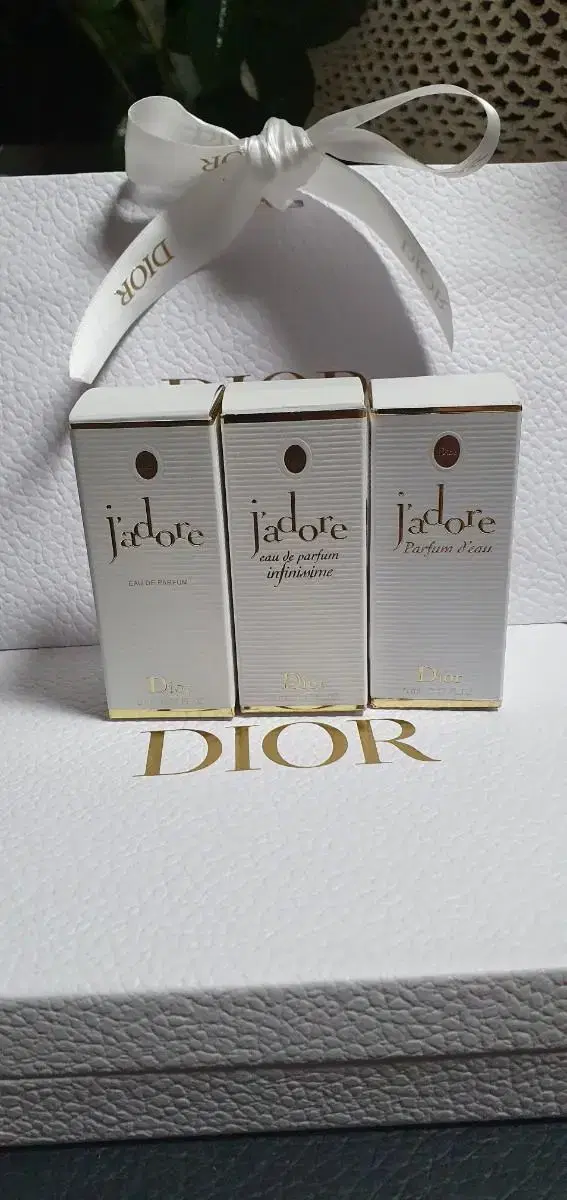 DIOR
DIOR
DIOR
j'adore
EAU DE PARFUM
Dior
j'adore
eau de parfum
infinissime
Dior
j'adore
Parfum d'eau
Dior
DIOR